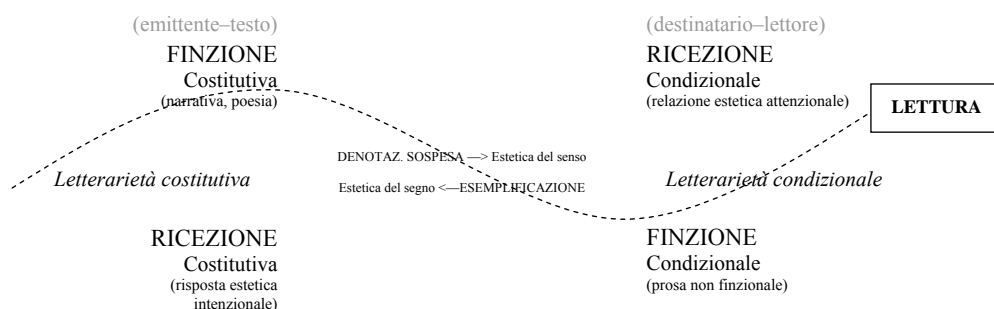 (emittente–testo)
FINZIONE
Costitutiva
(narrativa, poesia)
(destinatario–lettore)
RICEZIONE
Condizionale
(relazione estetica attenzionale)
LETTURA
DENOTAZ. SOSPESA —> Estetica del senso
Letterarietà costitutiva
Estetica del segno <—ESEMPLIFICAZIONE
Letterarietà condizionale
RICEZIONE
Costitutiva
(risposta estetica
intenzionale)
FINZIONE
Condizionale
(prosa non finzionale)